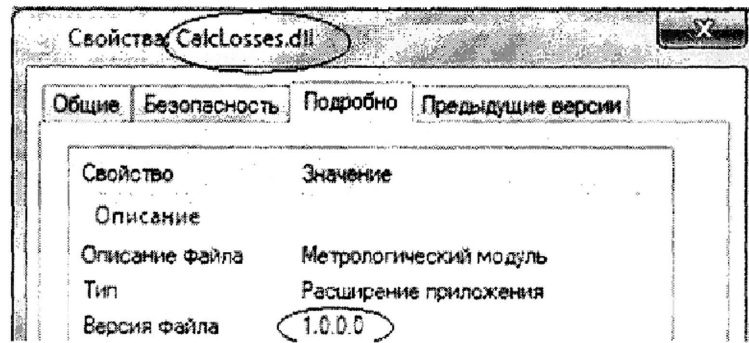 Свойства: CalcLosses.dll
Общие Безопасность Подробно Предыдущие версии
Свойство Значение
Описание
Описание файла Метрологический модуль
Тип Расширение приложения
Версия файла 1.0.0.0